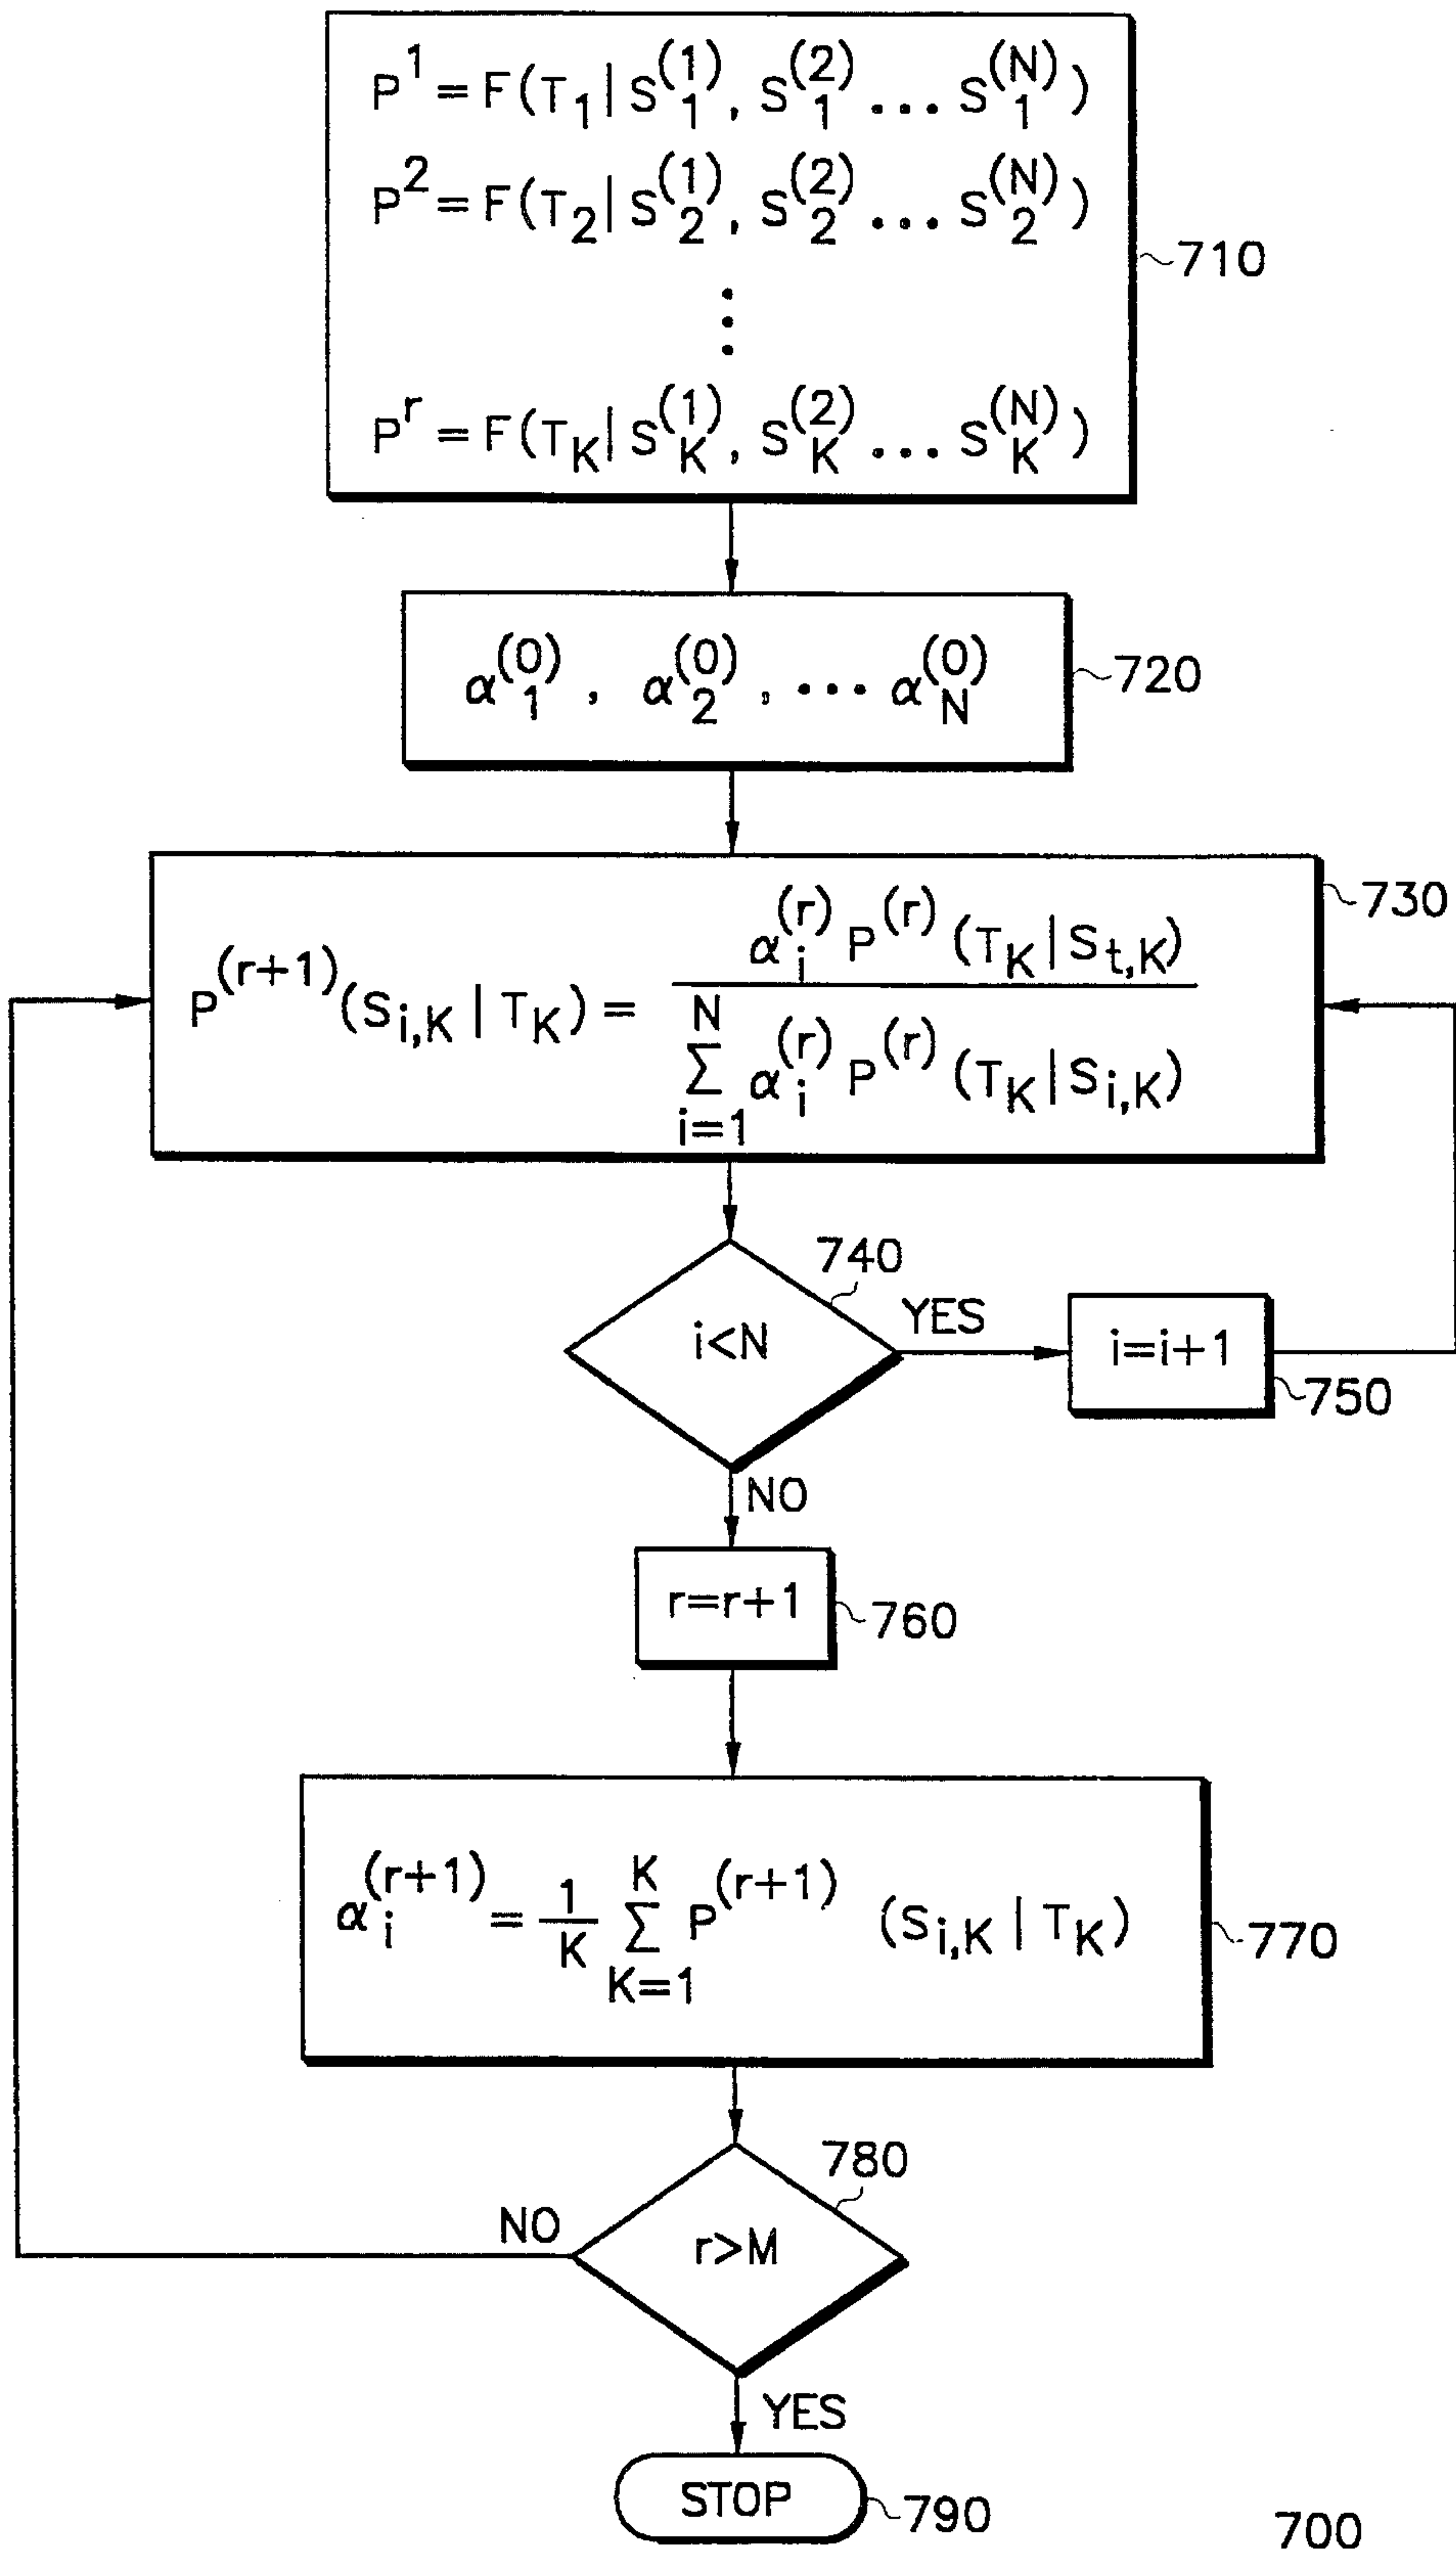 P^1 = F(T_1 | S_1^(1), S_1^(2) ... S_1^(N))
P^2 = F(T_2 | S_2^(1), S_2^(2) ... S_2^(N))
⋮
P^r = F(T_K | S_K^(1), S_K^(2) ... S_K^(N))
710
α_1^(0), α_2^(0), ... α_N^(0)
720
730
P^(r+1)(S_i,K | T_K) = α_i^(r) P^(r) (T_K | S_t,K) / ∑_{i=1}^{N} α_i^(r) P^(r) (T_K | S_i,K)
740
i<N
YES
i=i+1
750
NO
r=r+1
760
α_i^(r+1) = 1/K ∑_{K=1}^{K} P^(r+1) (S_i,K | T_K)
770
780
NO
r>M
YES
STOP
790
700